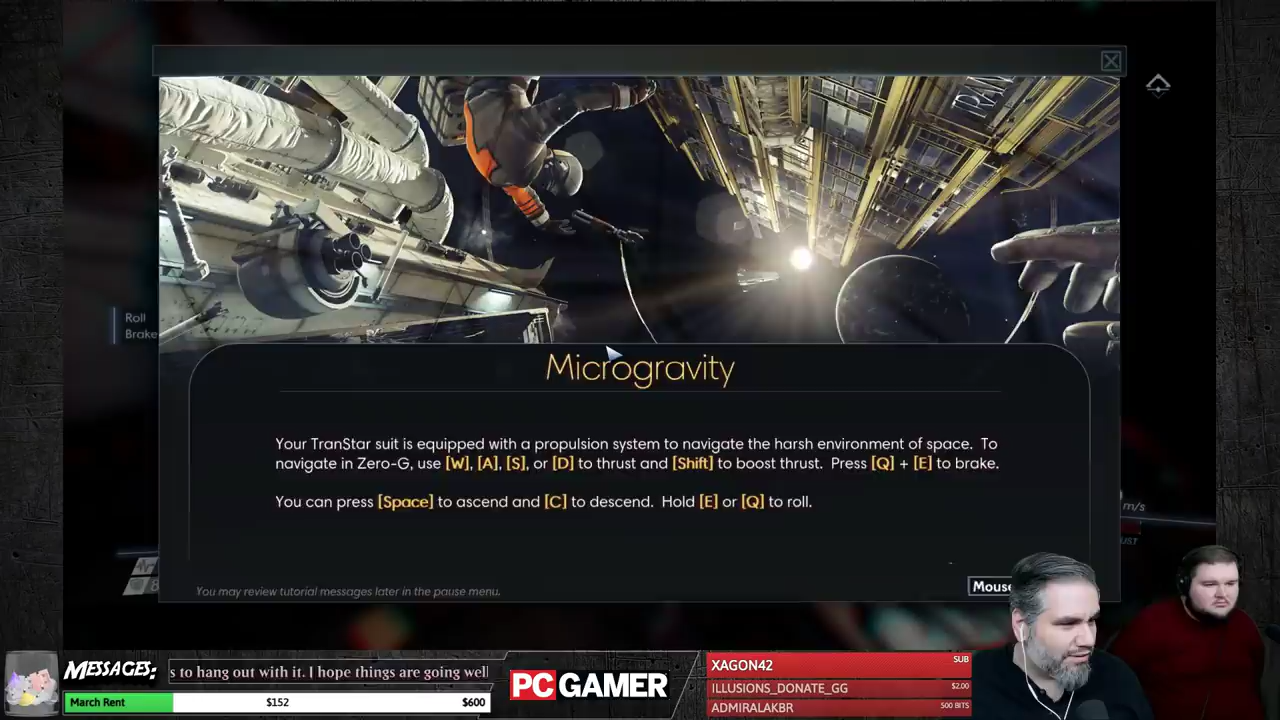 TRAN
Roll
Brake
Microgravity
Your TranStar suit is equipped with a propulsion system to navigate the harsh environment of space. To
navigate in Zero-G, use [W], [A], [S], or [D] to thrust and [Shift] to boost thrust. Press [Q] + [E] to brake.
You can press [Space] to ascend and [C] to descend. Hold [E] or [Q] to roll.
m/s
8
You may review tutorial messages later in the pause menu.
Mouse
MESSAGES:
s to hang out with it. I hope things are going well
March Rent $152 $600
PC GAMER
XAGON42 SUB
ILLUSIONS_DONATE_GG $2.00
ADMIRALAKBR 500 BITS